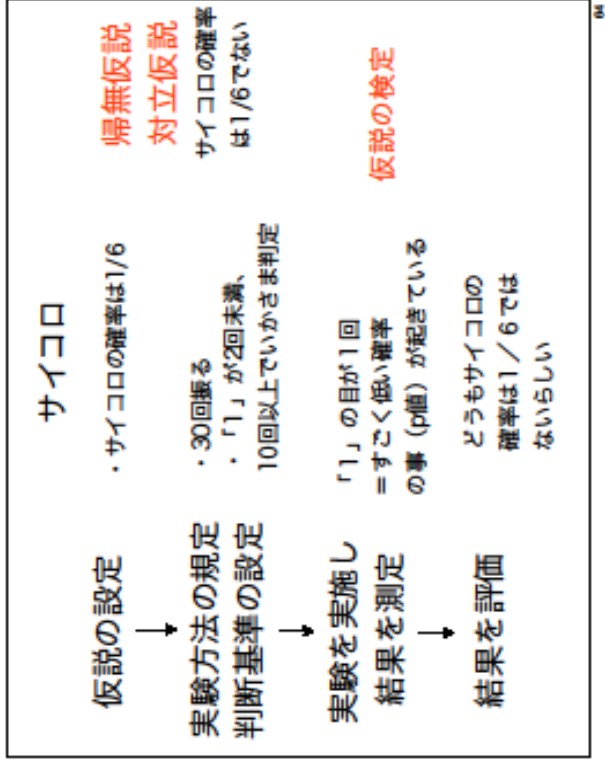 サイコロ
仮説の設定
・サイコロの確率は1/6
帰無仮説
対立仮説
サイコロの確率
は1/6でない
実験方法の規定
判断基準の設定
・30回振る
・「1」が2回未満、
10回以上でいかさま判定
実験を実施し
結果を測定
「1」の目が1回
=すごく低い確率
の事(p値)が起きている
仮説の検定
結果を評価
どうもサイコロの
確率は1/6では
ないらしい
64